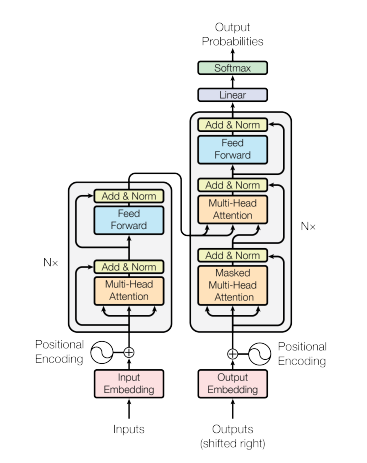 Output
Probabilities
Softmax
Linear
Add & Norm
Feed
Forward
Add & Norm
Multi-Head
Attention
Add & Norm
Masked
Multi-Head
Attention
Nx
Add & Norm
Feed
Forward
Add & Norm
Multi-Head
Attention
Nx
Positional
Encoding
Input
Embedding
Inputs
Positional
Encoding
Output
Embedding
Outputs
(shifted right)